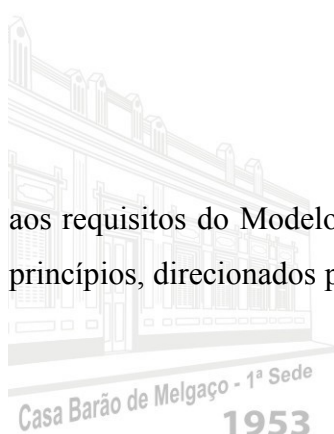 aos requisitos do Modelo
princípios, direcionados p
Casa Barão de Melgaço - 1ª Sede
1953